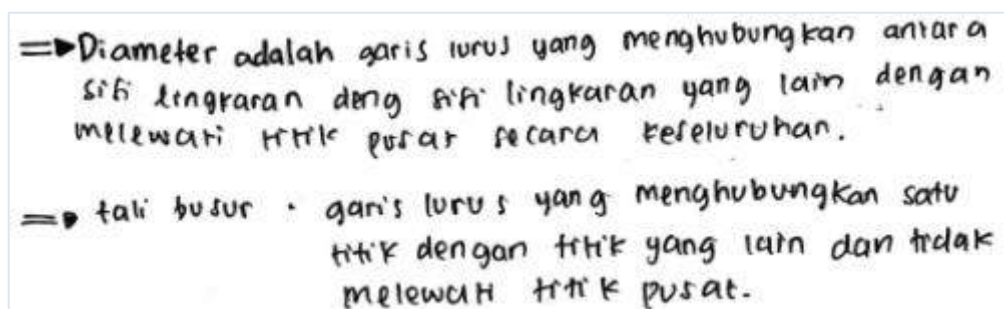 ⇒ Diameter adalah garis lurus yang menghubungkan antara
sisi lingkaran deng sisi lingkaran yang lain dengan
melewati titik pusat secara keseluruhan.
⇒ tali busur : garis lurus yang menghubungkan satu
titik dengan titik yang lain dan tidak
melewati titik pusat.